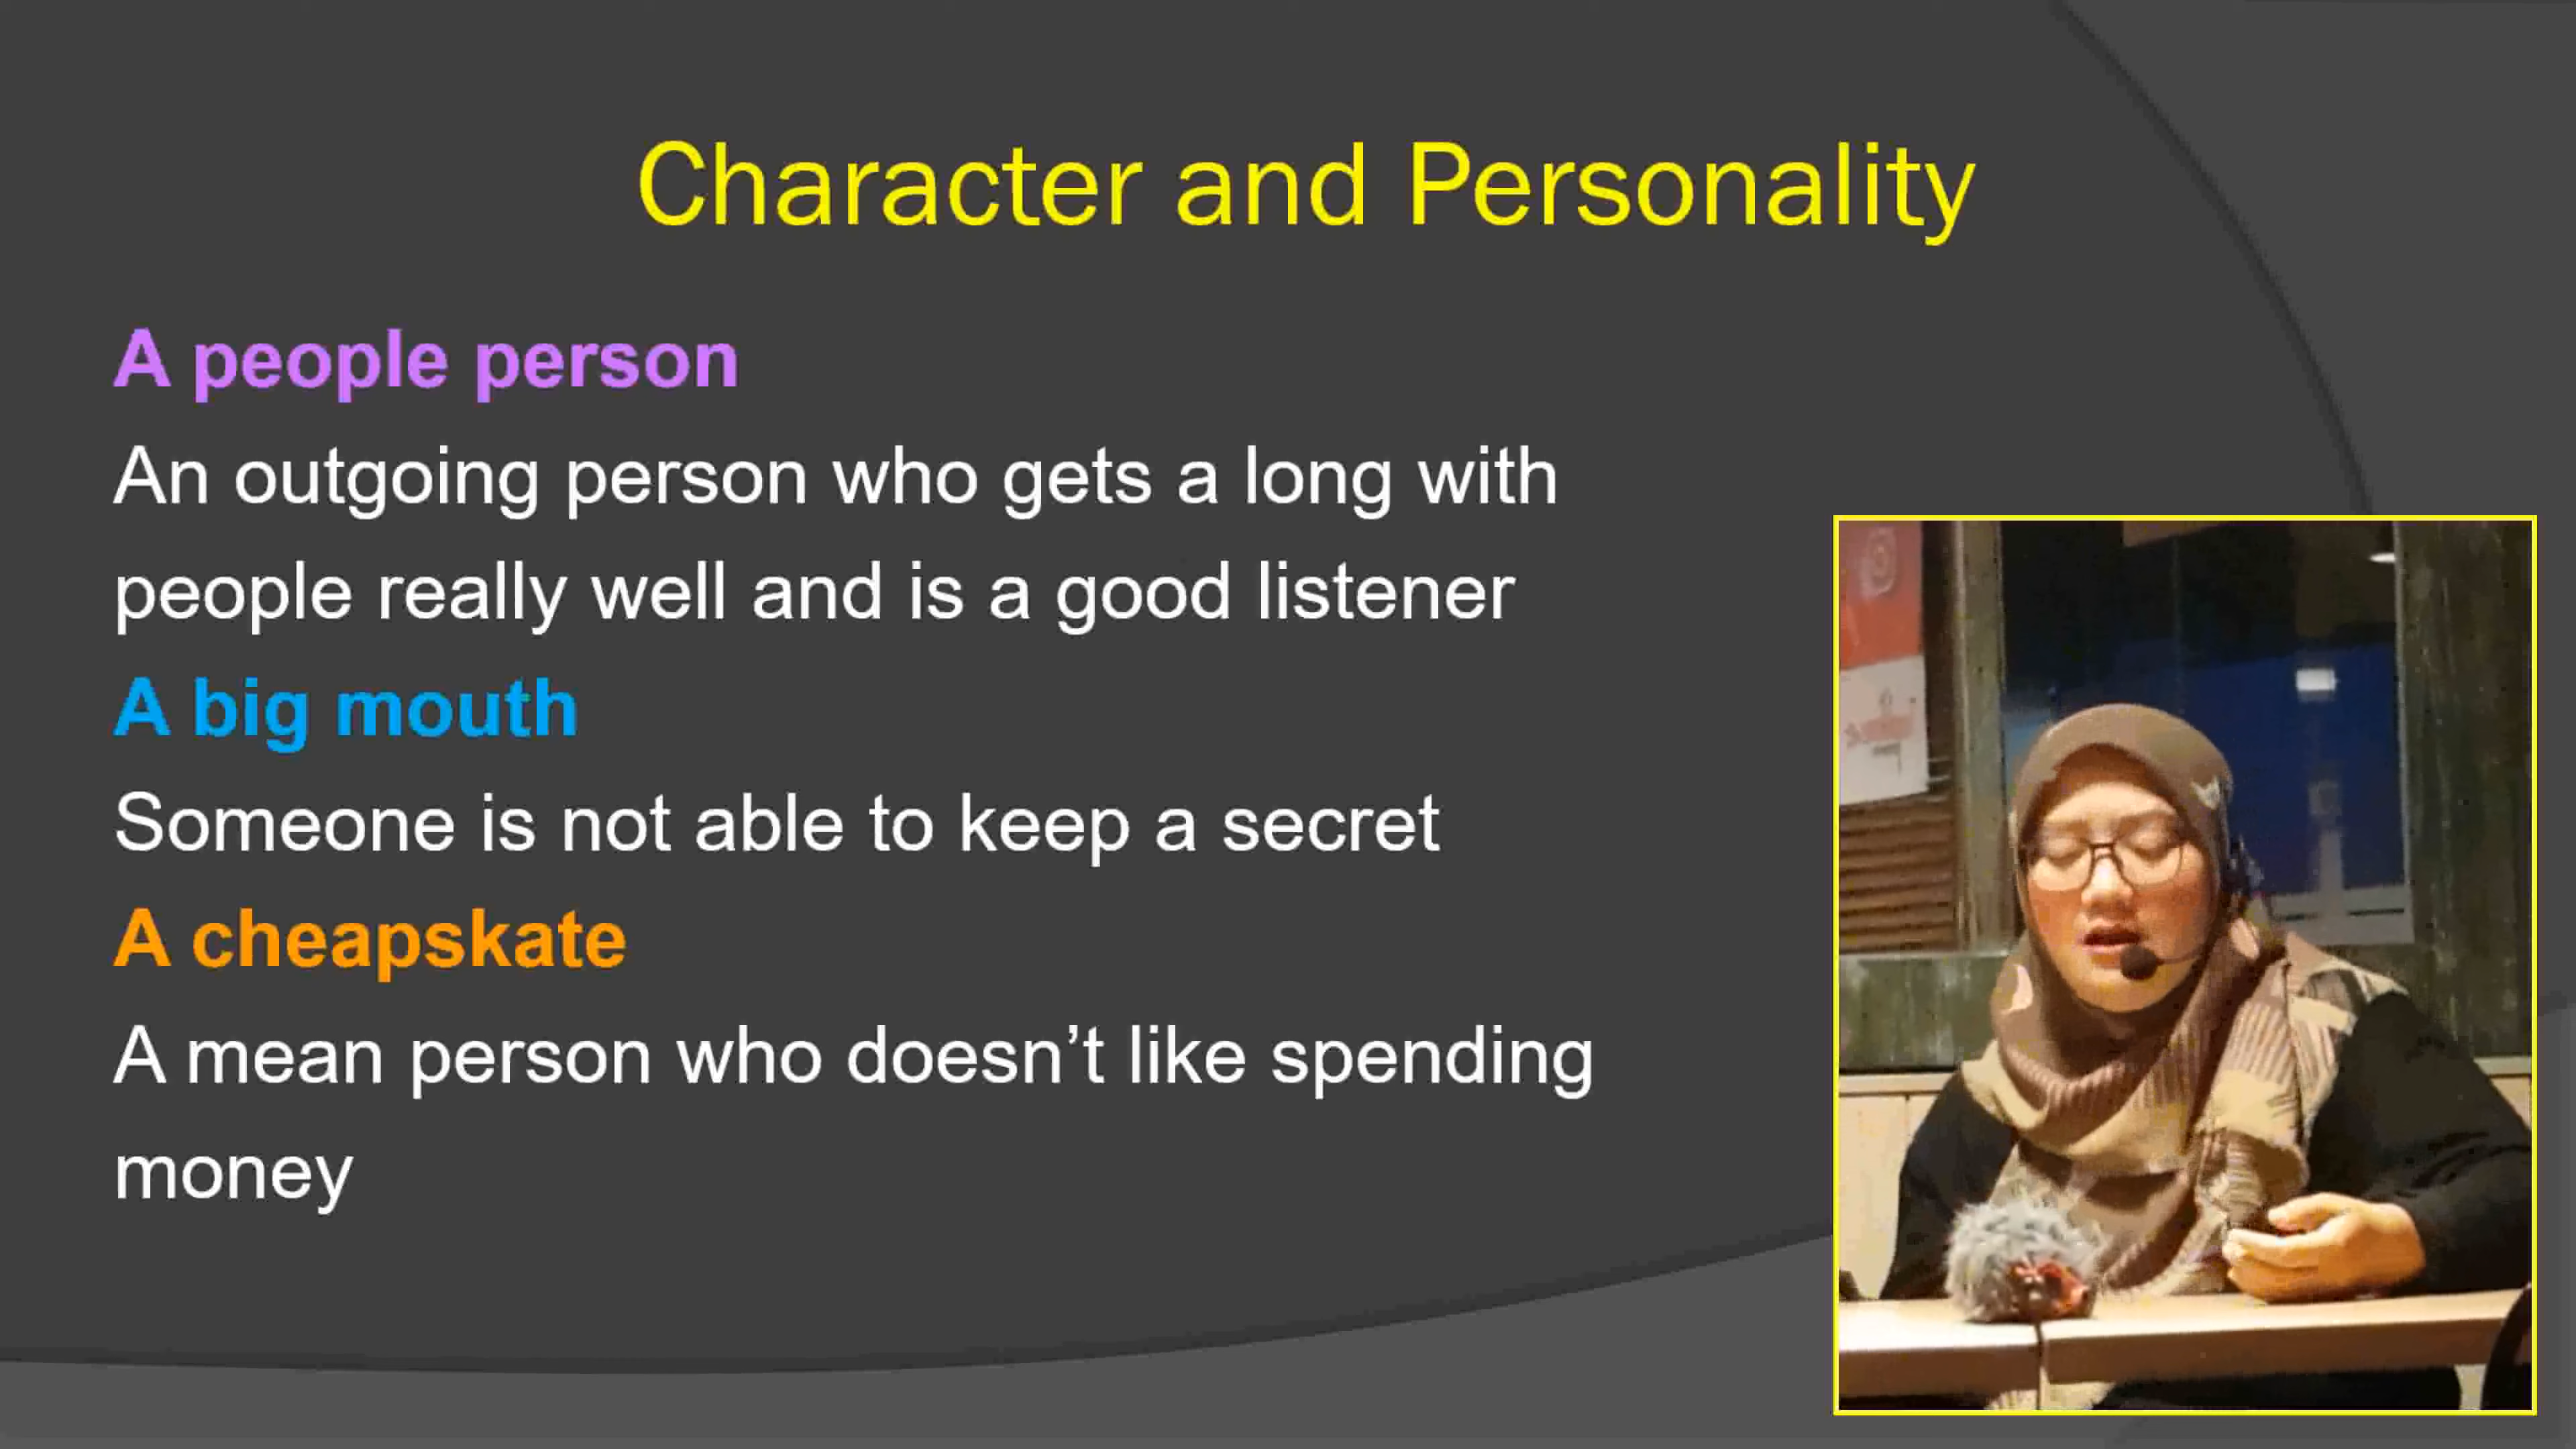 Character and Personality
A people person
An outgoing person who gets a long with
people really well and is a good listener
A big mouth
Someone is not able to keep a secret
A cheapskate
A mean person who doesn’t like spending
money